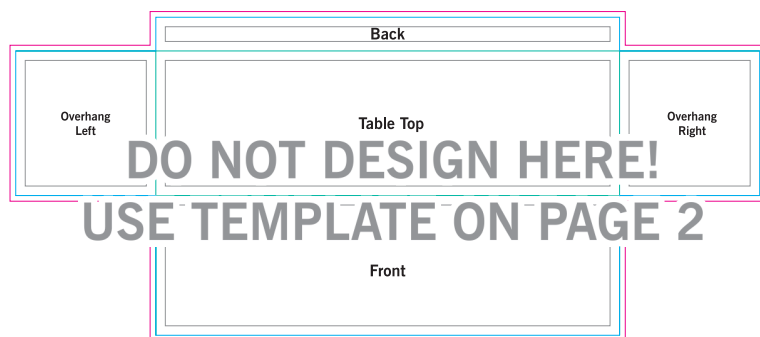 Back
Overhang
Left
Table Top
Overhang
Right
DO NOT DESIGN HERE!
USE TEMPLATE ON PAGE 2
Front